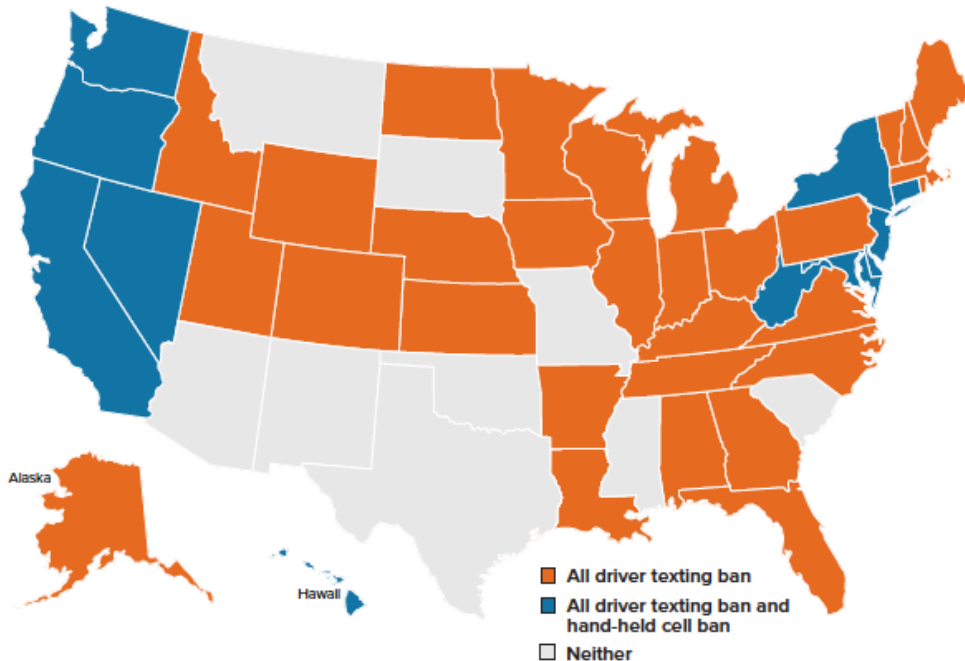 Alaska
Hawaii
All driver texting ban
All driver texting ban and
hand-held cell ban
Neither